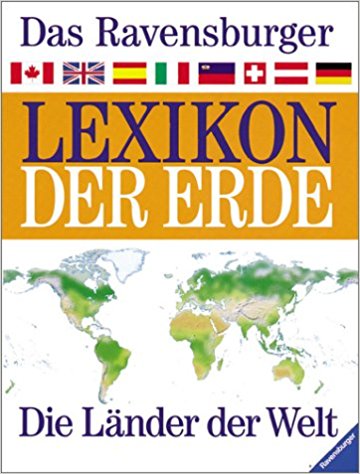 Das Ravensburger
LEXIKON
DER ERDE
Die Länder der Welt
Ravensburger